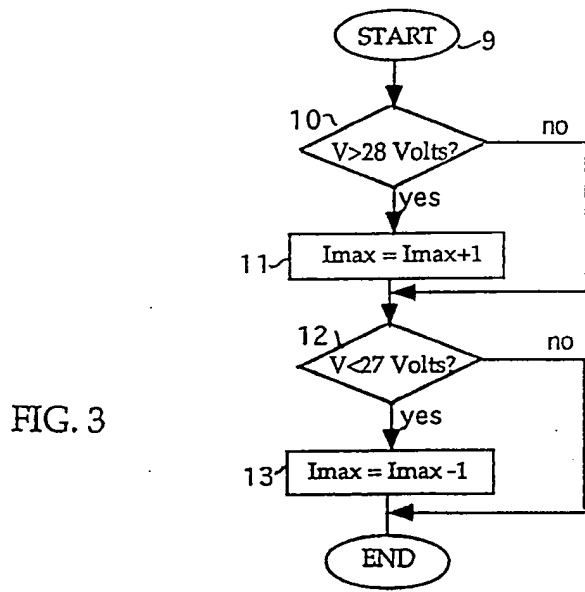 START
9
10
V>28 Volts?
no
yes
11
Imax = Imax+1
12
V<27 Volts?
no
yes
FIG. 3
13
Imax = Imax-1
END